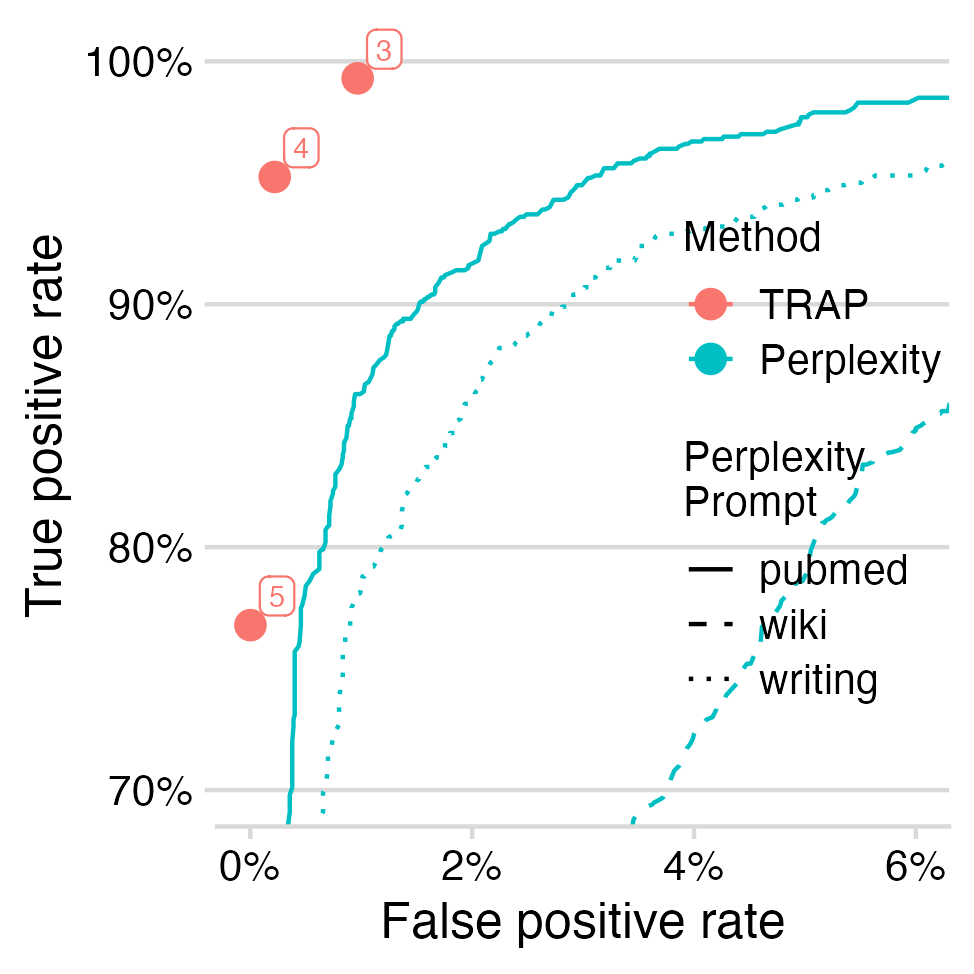 100%
90%
80%
70%
True positive rate
3
4
5
Method
TRAP
Perplexity
Perplexity
Prompt
pubmed
wiki
writing
0%
2%
4%
6%
False positive rate